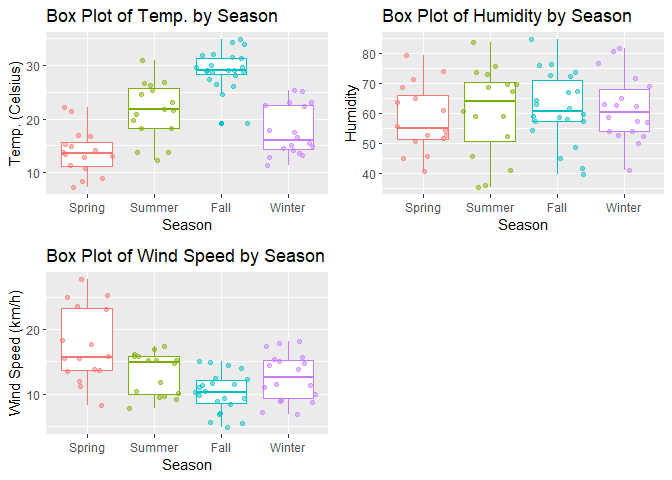 Box Plot of Temp. by Season
Temp. (Celsius)
30
20
10
Spring Summer Fall Winter
Season
Box Plot of Humidity by Season
Humidity
80
70
60
50
40
Spring Summer Fall Winter
Season
Box Plot of Wind Speed by Season
Wind Speed (km/h)
20
10
Spring Summer Fall Winter
Season